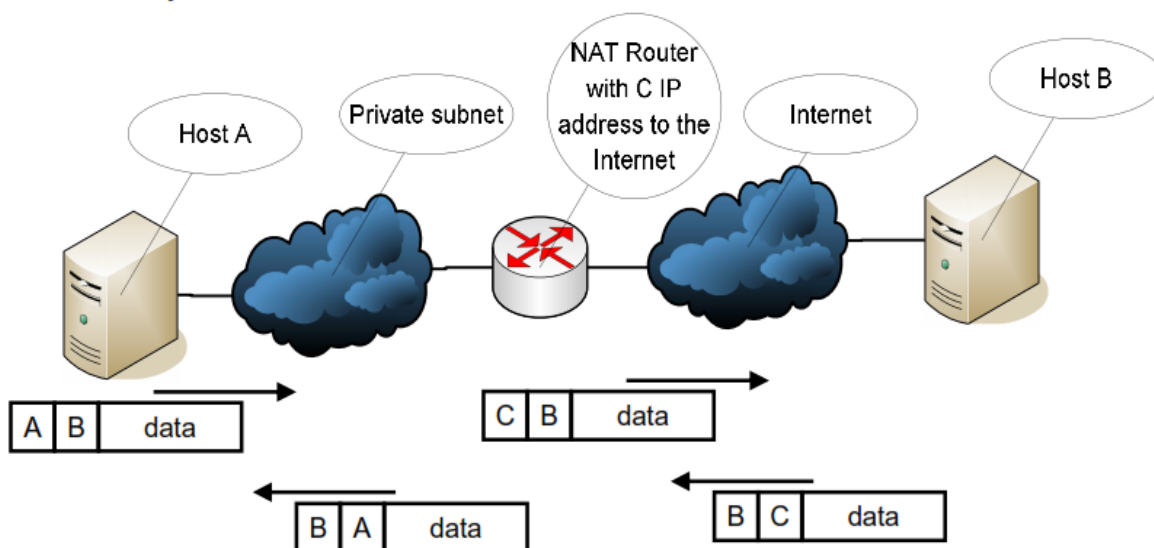 Host A
Private subnet
NAT Router
with C IP
address to the
Internet
Internet
Host B
A B data
C B data
B A data
B C data